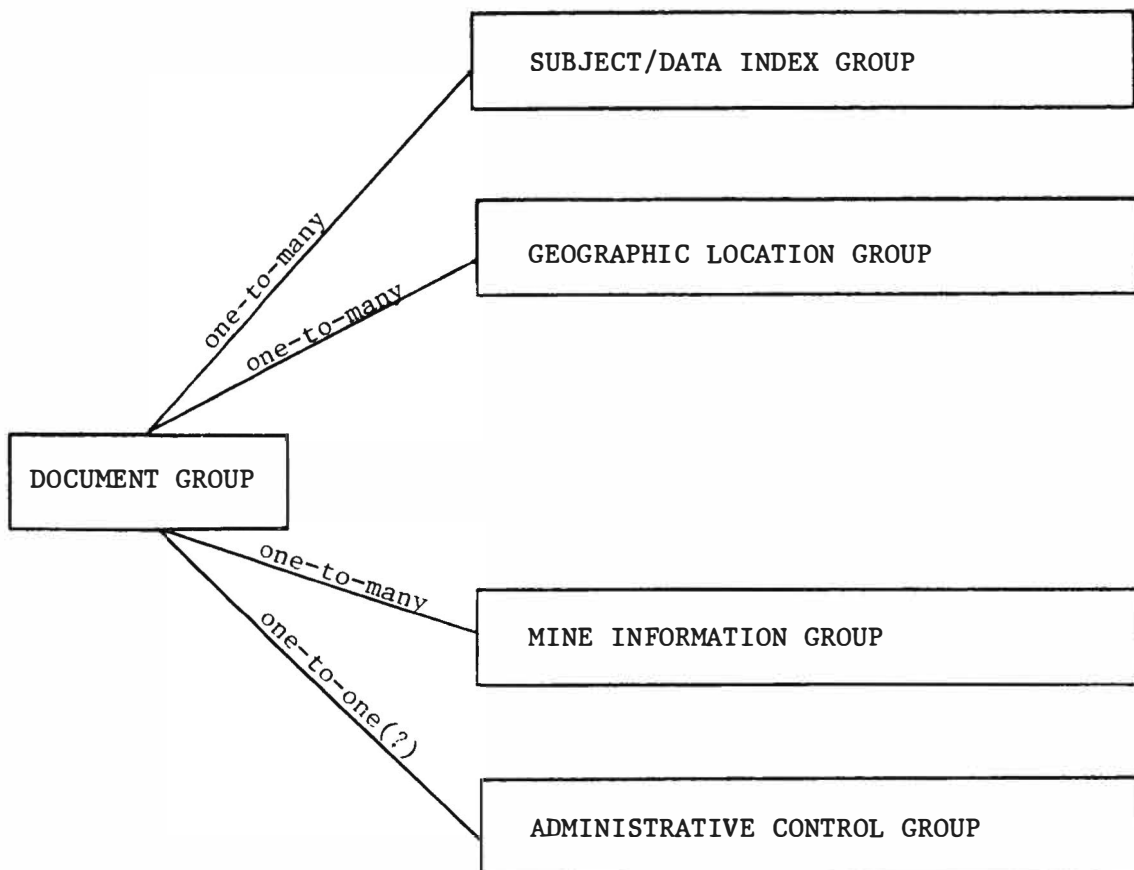 SUBJECT/DATA INDEX GROUP
one-to-many
GEOGRAPHIC LOCATION GROUP
one-to-many
DOCUMENT GROUP
one-to-many
MINE INFORMATION GROUP
one-to-one(?)
ADMINISTRATIVE CONTROL GROUP